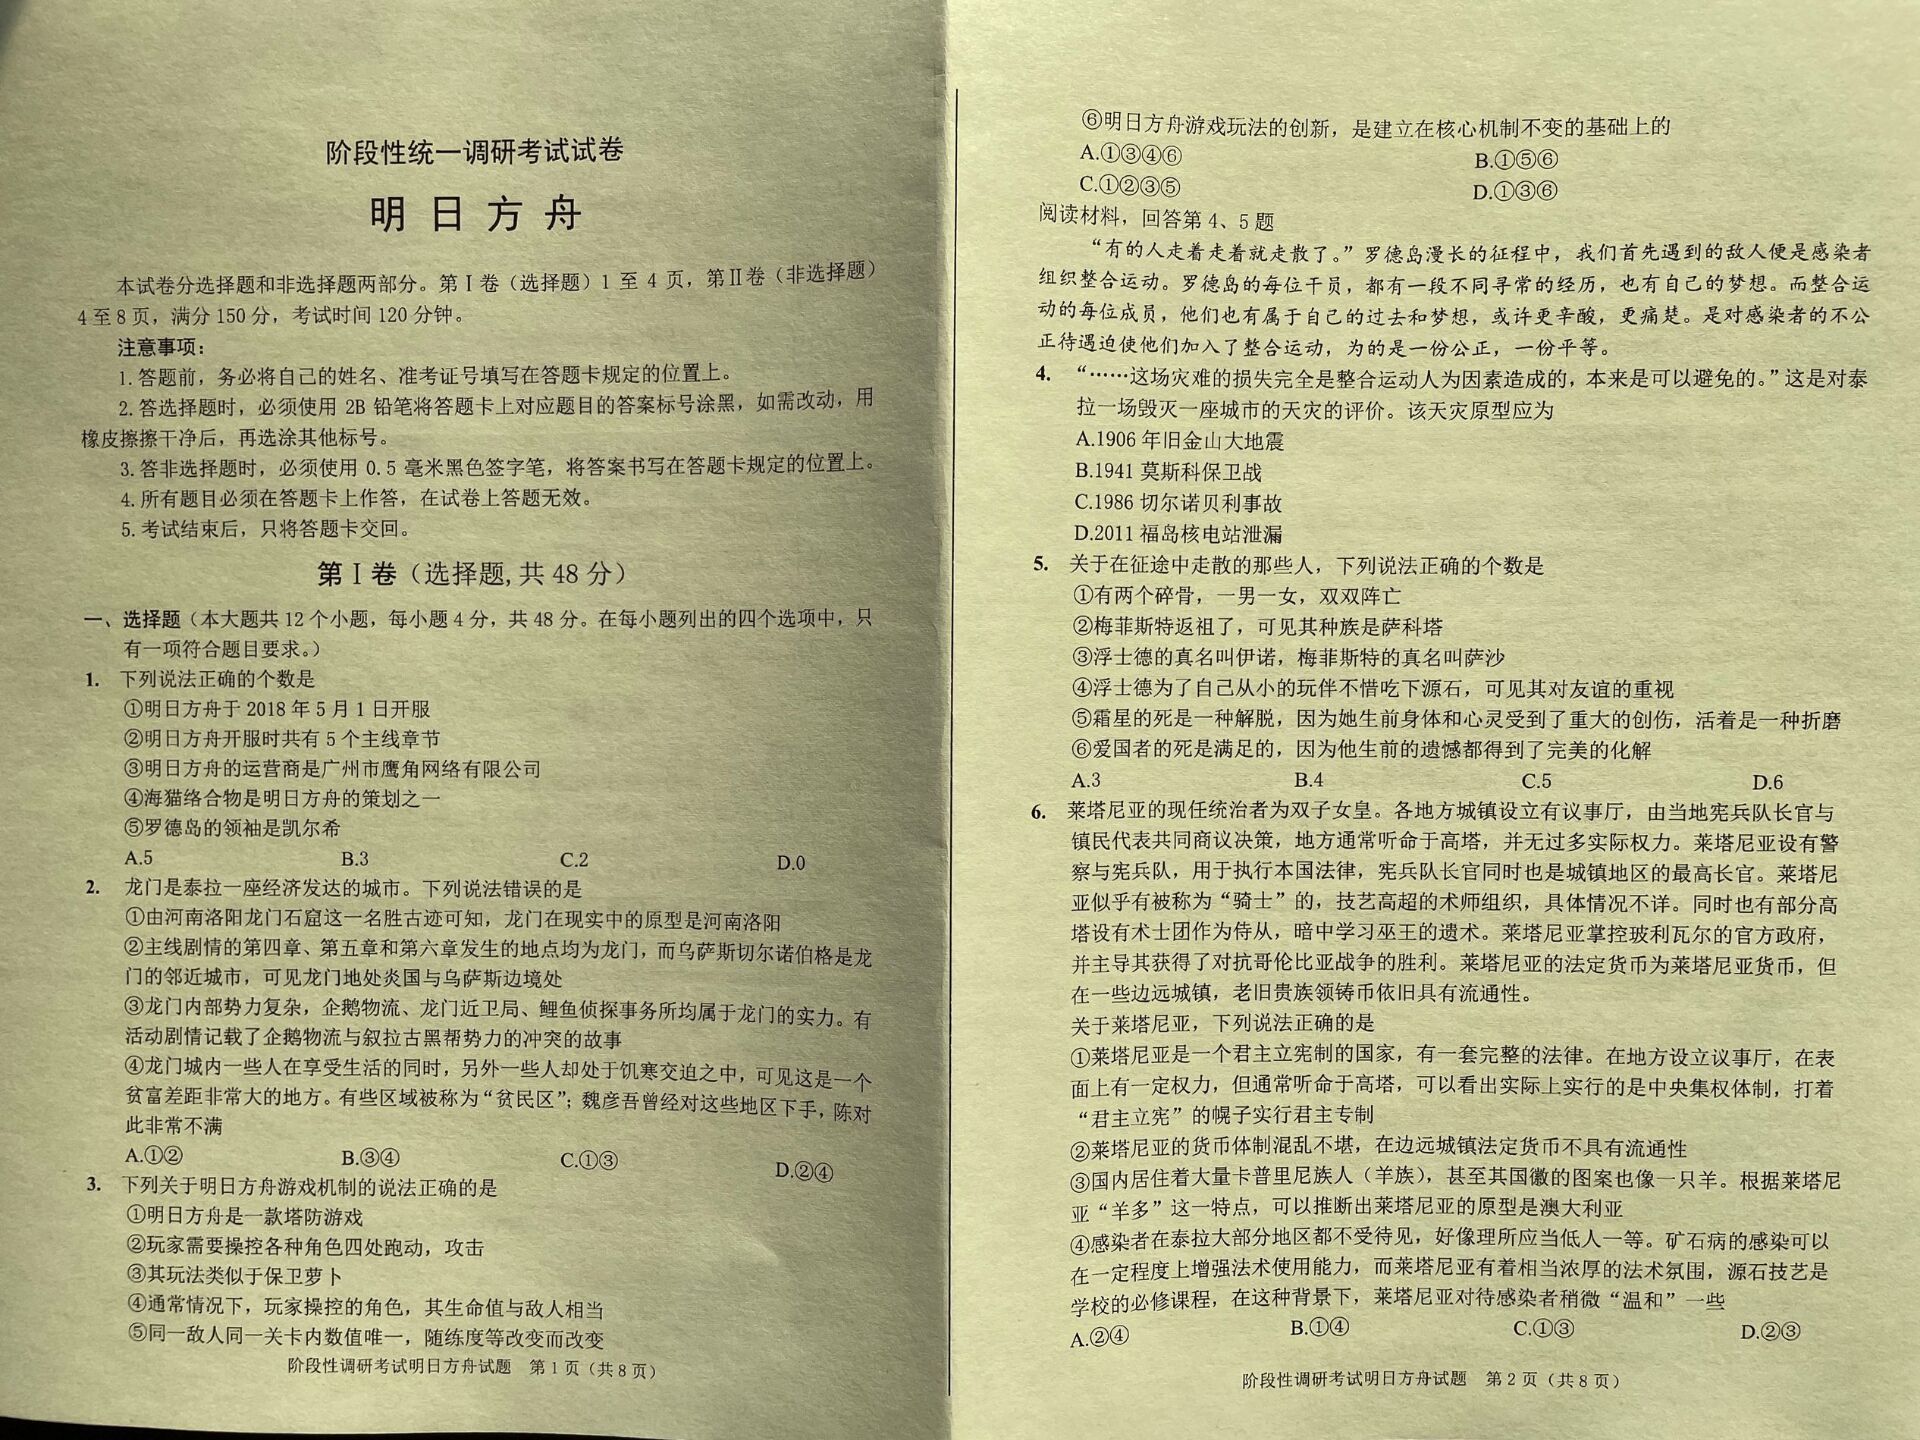 阶段性统一调研考试试卷
明日方舟
本试卷分选择题和非选择题两部分。第Ⅰ卷（选择题）1 至 4 页，第Ⅱ卷（非选择题）
4 至 8 页，满分 150 分，考试时间 120 分钟。
注意事项：
1. 答题前，务必将自己的姓名、准考证号填写在答题卡规定的位置上。
2. 答选择题时，必须使用 2B 铅笔将答题卡上对应题目的答案标号涂黑，如需改动，用
橡皮擦擦干净后，再选涂其他标号。
3. 答非选择题时，必须使用 0.5 毫米黑色签字笔，将答案书写在答题卡规定的位置上。
4. 所有题目必须在答题卡上作答，在试卷上答题无效。
5. 考试结束后，只将答题卡交回。
第Ⅰ卷（选择题,共 48 分）
一、选择题（本大题共 12 个小题，每小题 4 分，共 48 分。在每小题列出的四个选项中，只
有一项符合题目要求。）
1. 下列说法正确的个数是
①明日方舟于 2018 年 5 月 1 日开服
②明日方舟开服时共有 5 个主线章节
③明日方舟的运营商是广州市鹰角网络有限公司
④海猫络合物是明日方舟的策划之一
⑤罗德岛的领袖是凯尔希
A.5 B.3 C.2 D.0
2. 龙门是泰拉一座经济发达的城市。下列说法错误的是
①由河南洛阳龙门石窟这一名胜古迹可知，龙门在现实中的原型是河南洛阳
②主线剧情的第四章、第五章和第六章发生的地点均为龙门，而乌萨斯切尔诺伯格是龙
门的邻近城市，可见龙门地处炎国与乌萨斯边境处
③龙门内部势力复杂，企鹅物流、龙门近卫局、鲤鱼侦探事务所均属于龙门的实力。有
活动剧情记载了企鹅物流与叙拉古黑帮势力的冲突的故事
④龙门城内一些人在享受生活的同时，另外一些人却处于饥寒交迫之中，可见这是一个
贫富差距非常大的地方。有些区域被称为“贫民区”；魏彦吾曾经对这些地区下手，陈对
此非常不满
A.①② B.③④ C.①③ D.②④
3. 下列关于明日方舟游戏机制的说法正确的是
①明日方舟是一款塔防游戏
②玩家需要操控各种角色四处跑动，攻击
③其玩法类似于保卫萝卜
④通常情况下，玩家操控的角色，其生命值与敌人相当
⑤同一敌人同一关卡内数值唯一，随练度等改变而改变
阶段性调研考试明日方舟试题 第 1 页（共 8 页）
⑥明日方舟游戏玩法的创新，是建立在核心机制不变的基础上的
A.①③④⑥ B.①⑤⑥
C.①②③⑤ D.①③⑥
阅读材料，回答第 4、5 题
“有的人走着走着就走散了。”罗德岛漫长的征程中，我们首先遇到的敌人便是感染者
组织整合运动。罗德岛的每位干员，都有一段不同寻常的经历，也有自己的梦想。而整合运
动的每位成员，他们也有属于自己的过去和梦想，或许更辛酸，更痛楚。是对感染者的不公
正待遇迫使他们加入了整合运动，为的是一份公正，一份平等。
4. “……这场灾难的损失完全是整合运动人为因素造成的，本来是可以避免的。”这是对泰
拉一场毁灭一座城市的天灾的评价。该天灾原型应为
A.1906 年旧金山大地震
B.1941 莫斯科保卫战
C.1986 切尔诺贝利事故
D.2011 福岛核电站泄漏
5. 关于在征途中走散的那些人，下列说法正确的个数是
①有两个碎骨，一男一女，双双阵亡
②梅菲斯特返祖了，可见其种族是萨科塔
③浮士德的真名叫伊诺，梅菲斯特的真名叫萨沙
④浮士德为了自己从小的玩伴不惜吃下源石，可见其对友谊的重视
⑤霜星的死是一种解脱，因为她生前身体和心灵受到了重大的创伤，活着是一种折磨
⑥爱国者的死是满足的，因为他生前的遗憾都得到了完美的化解
A.3 B.4 C.5 D.6
6. 莱塔尼亚的现任统治者为双子女皇。各地方城镇设立有议事厅，由当地宪兵队长官与
镇民代表共同商议决策，地方通常听命于高塔，并无过多实际权力。莱塔尼亚设有警
察与宪兵队，用于执行本国法律，宪兵队长官同时也是城镇地区的最高长官。莱塔尼
亚似乎有被称为“骑士”的，技艺高超的术师组织，具体情况不详。同时也有部分高
塔设有术士团作为侍从，暗中学习巫王的遗术。莱塔尼亚掌控玻利瓦尔的官方政府，
并主导其获得了对抗哥伦比亚战争的胜利。莱塔尼亚的法定货币为莱塔尼亚货币，但
在一些边远城镇，老旧贵族领铸币依旧具有流通性。
关于莱塔尼亚，下列说法正确的是
①莱塔尼亚是一个君主立宪制的国家，有一套完整的法律。在地方设立议事厅，在表
面上有一定权力，但通常听命于高塔，可以看出实际上实行的是中央集权体制，打着
“君主立宪”的幌子实行君主专制
②莱塔尼亚的货币体制混乱不堪，在边远城镇法定货币不具有流通性
③国内居住着大量卡普里尼族人（羊族），甚至其国徽的图案也像一只羊。根据莱塔尼
亚“羊多”这一特点，可以推断出莱塔尼亚的原型是澳大利亚
④感染者在泰拉大部分地区都不受待见，好像理所应当低人一等。矿石病的感染可以
在一定程度上增强法术使用能力，而莱塔尼亚有着相当浓厚的法术氛围，源石技艺是
学校的必修课程，在这种背景下，莱塔尼亚对待感染者稍微“温和”一些
A.②④ B.①④ C.①③ D.②③
阶段性调研考试明日方舟试题 第 2 页（共 8 页）